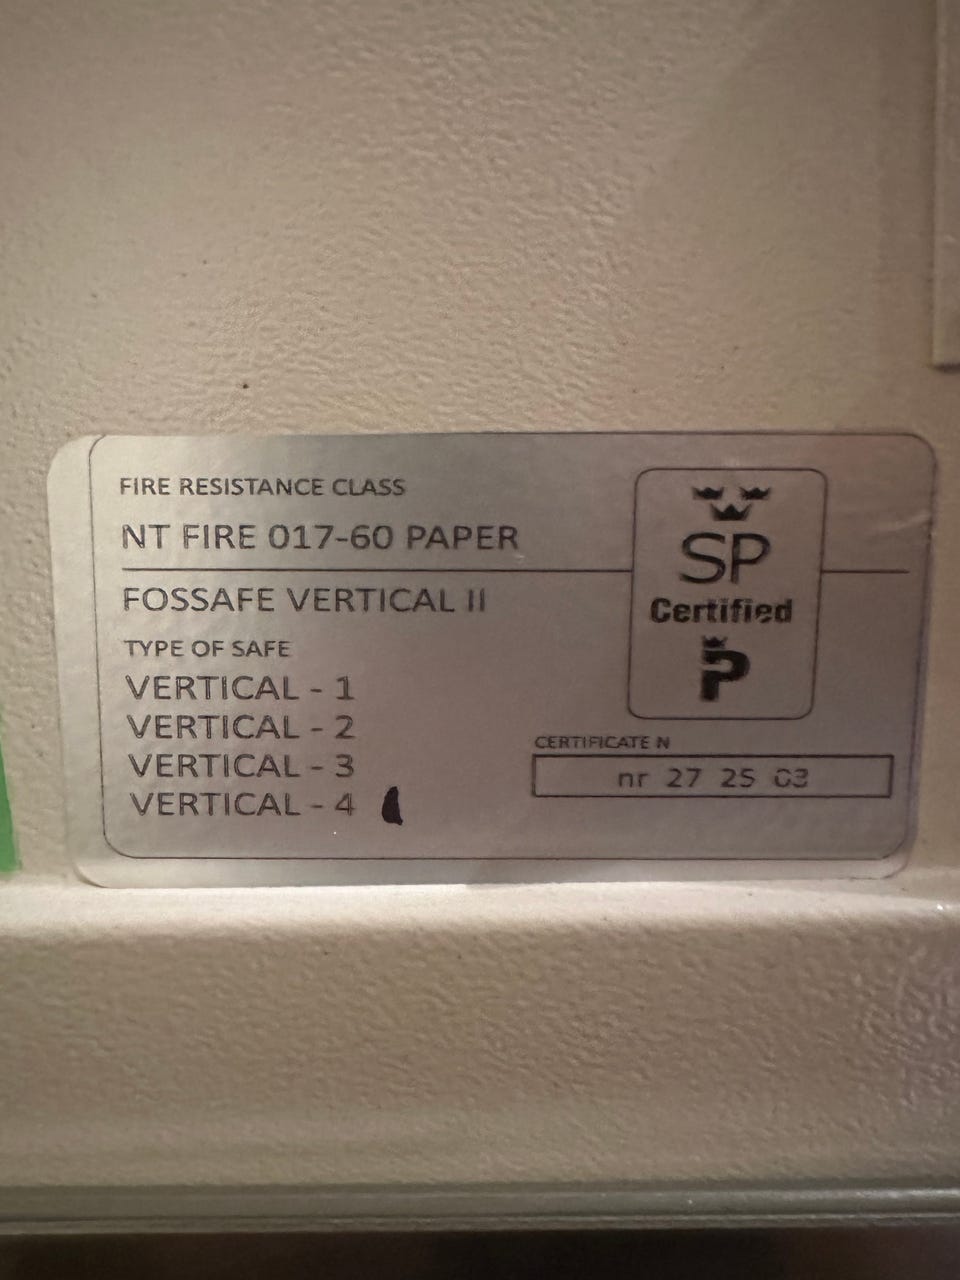 FIRE RESISTANCE CLASS
NT FIRE 017-60 PAPER
FOSSAFE VERTICAL II
TYPE OF SAFE
VERTICAL - 1
VERTICAL - 2
VERTICAL - 3
VERTICAL - 4
SP
Certified
P
CERTIFICATE N
nr 27 25 03